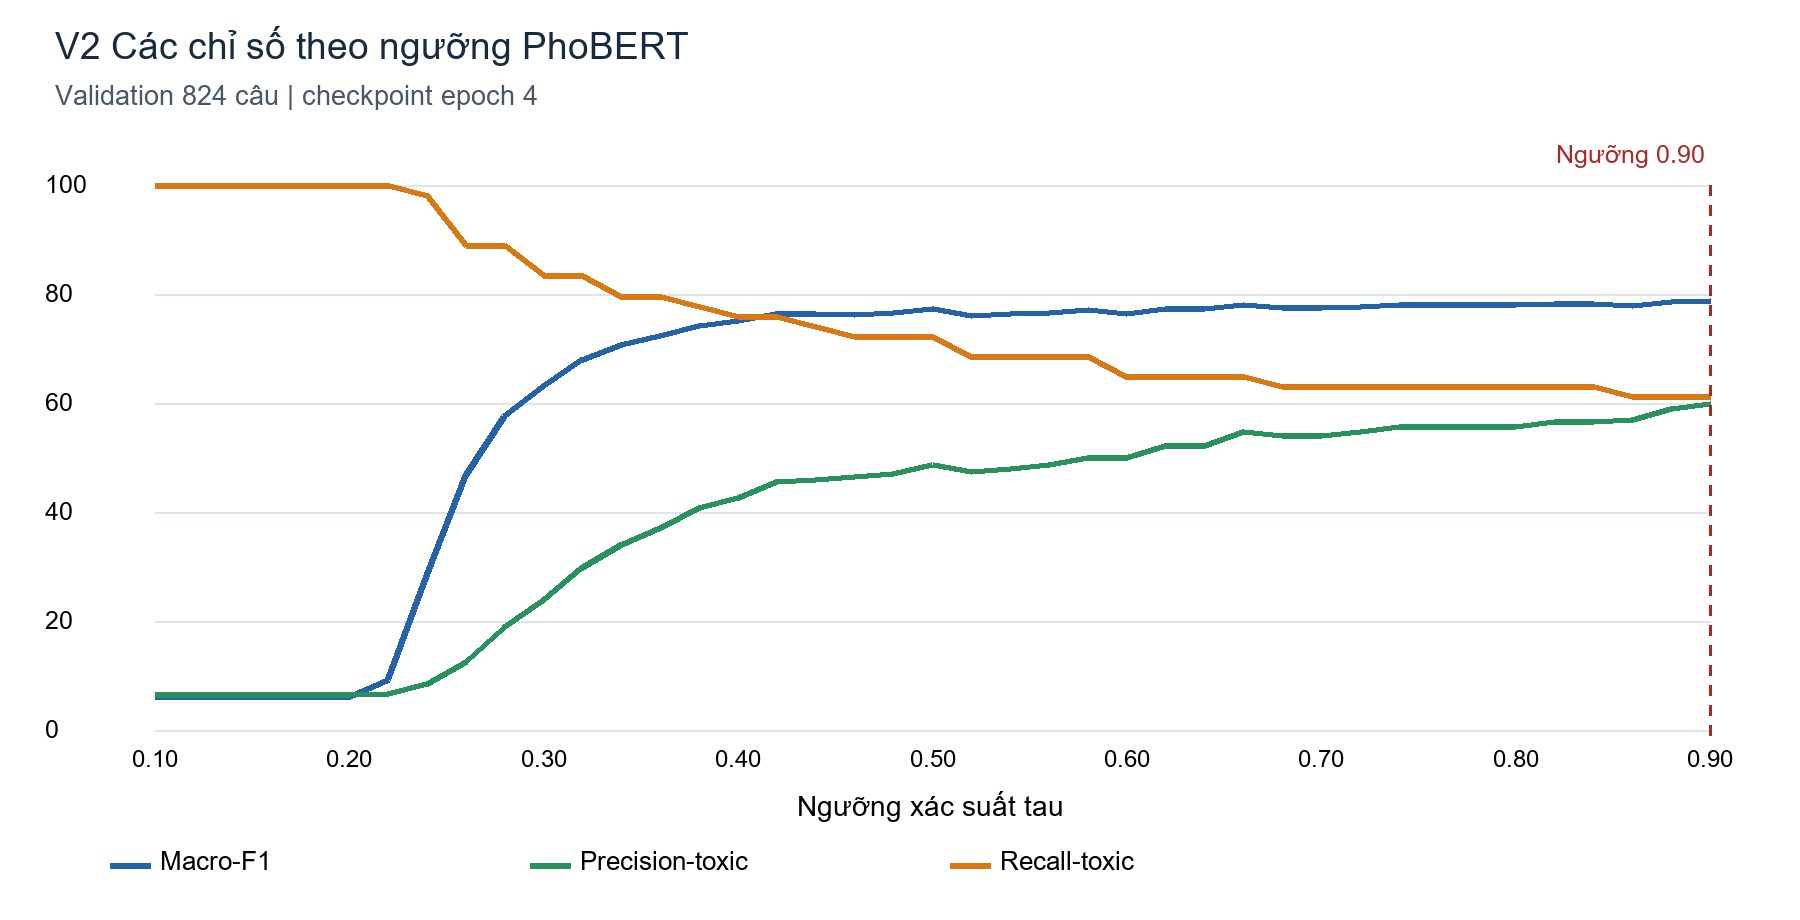 V2 Các chỉ số theo ngưỡng PhoBERT
Validation 824 câu | checkpoint epoch 4
Ngưỡng 0.90
100
80
60
40
20
0
0.10 0.20 0.30 0.40 0.50 0.60 0.70 0.80 0.90
Ngưỡng xác suất tau
Macro-F1 Precision-toxic Recall-toxic